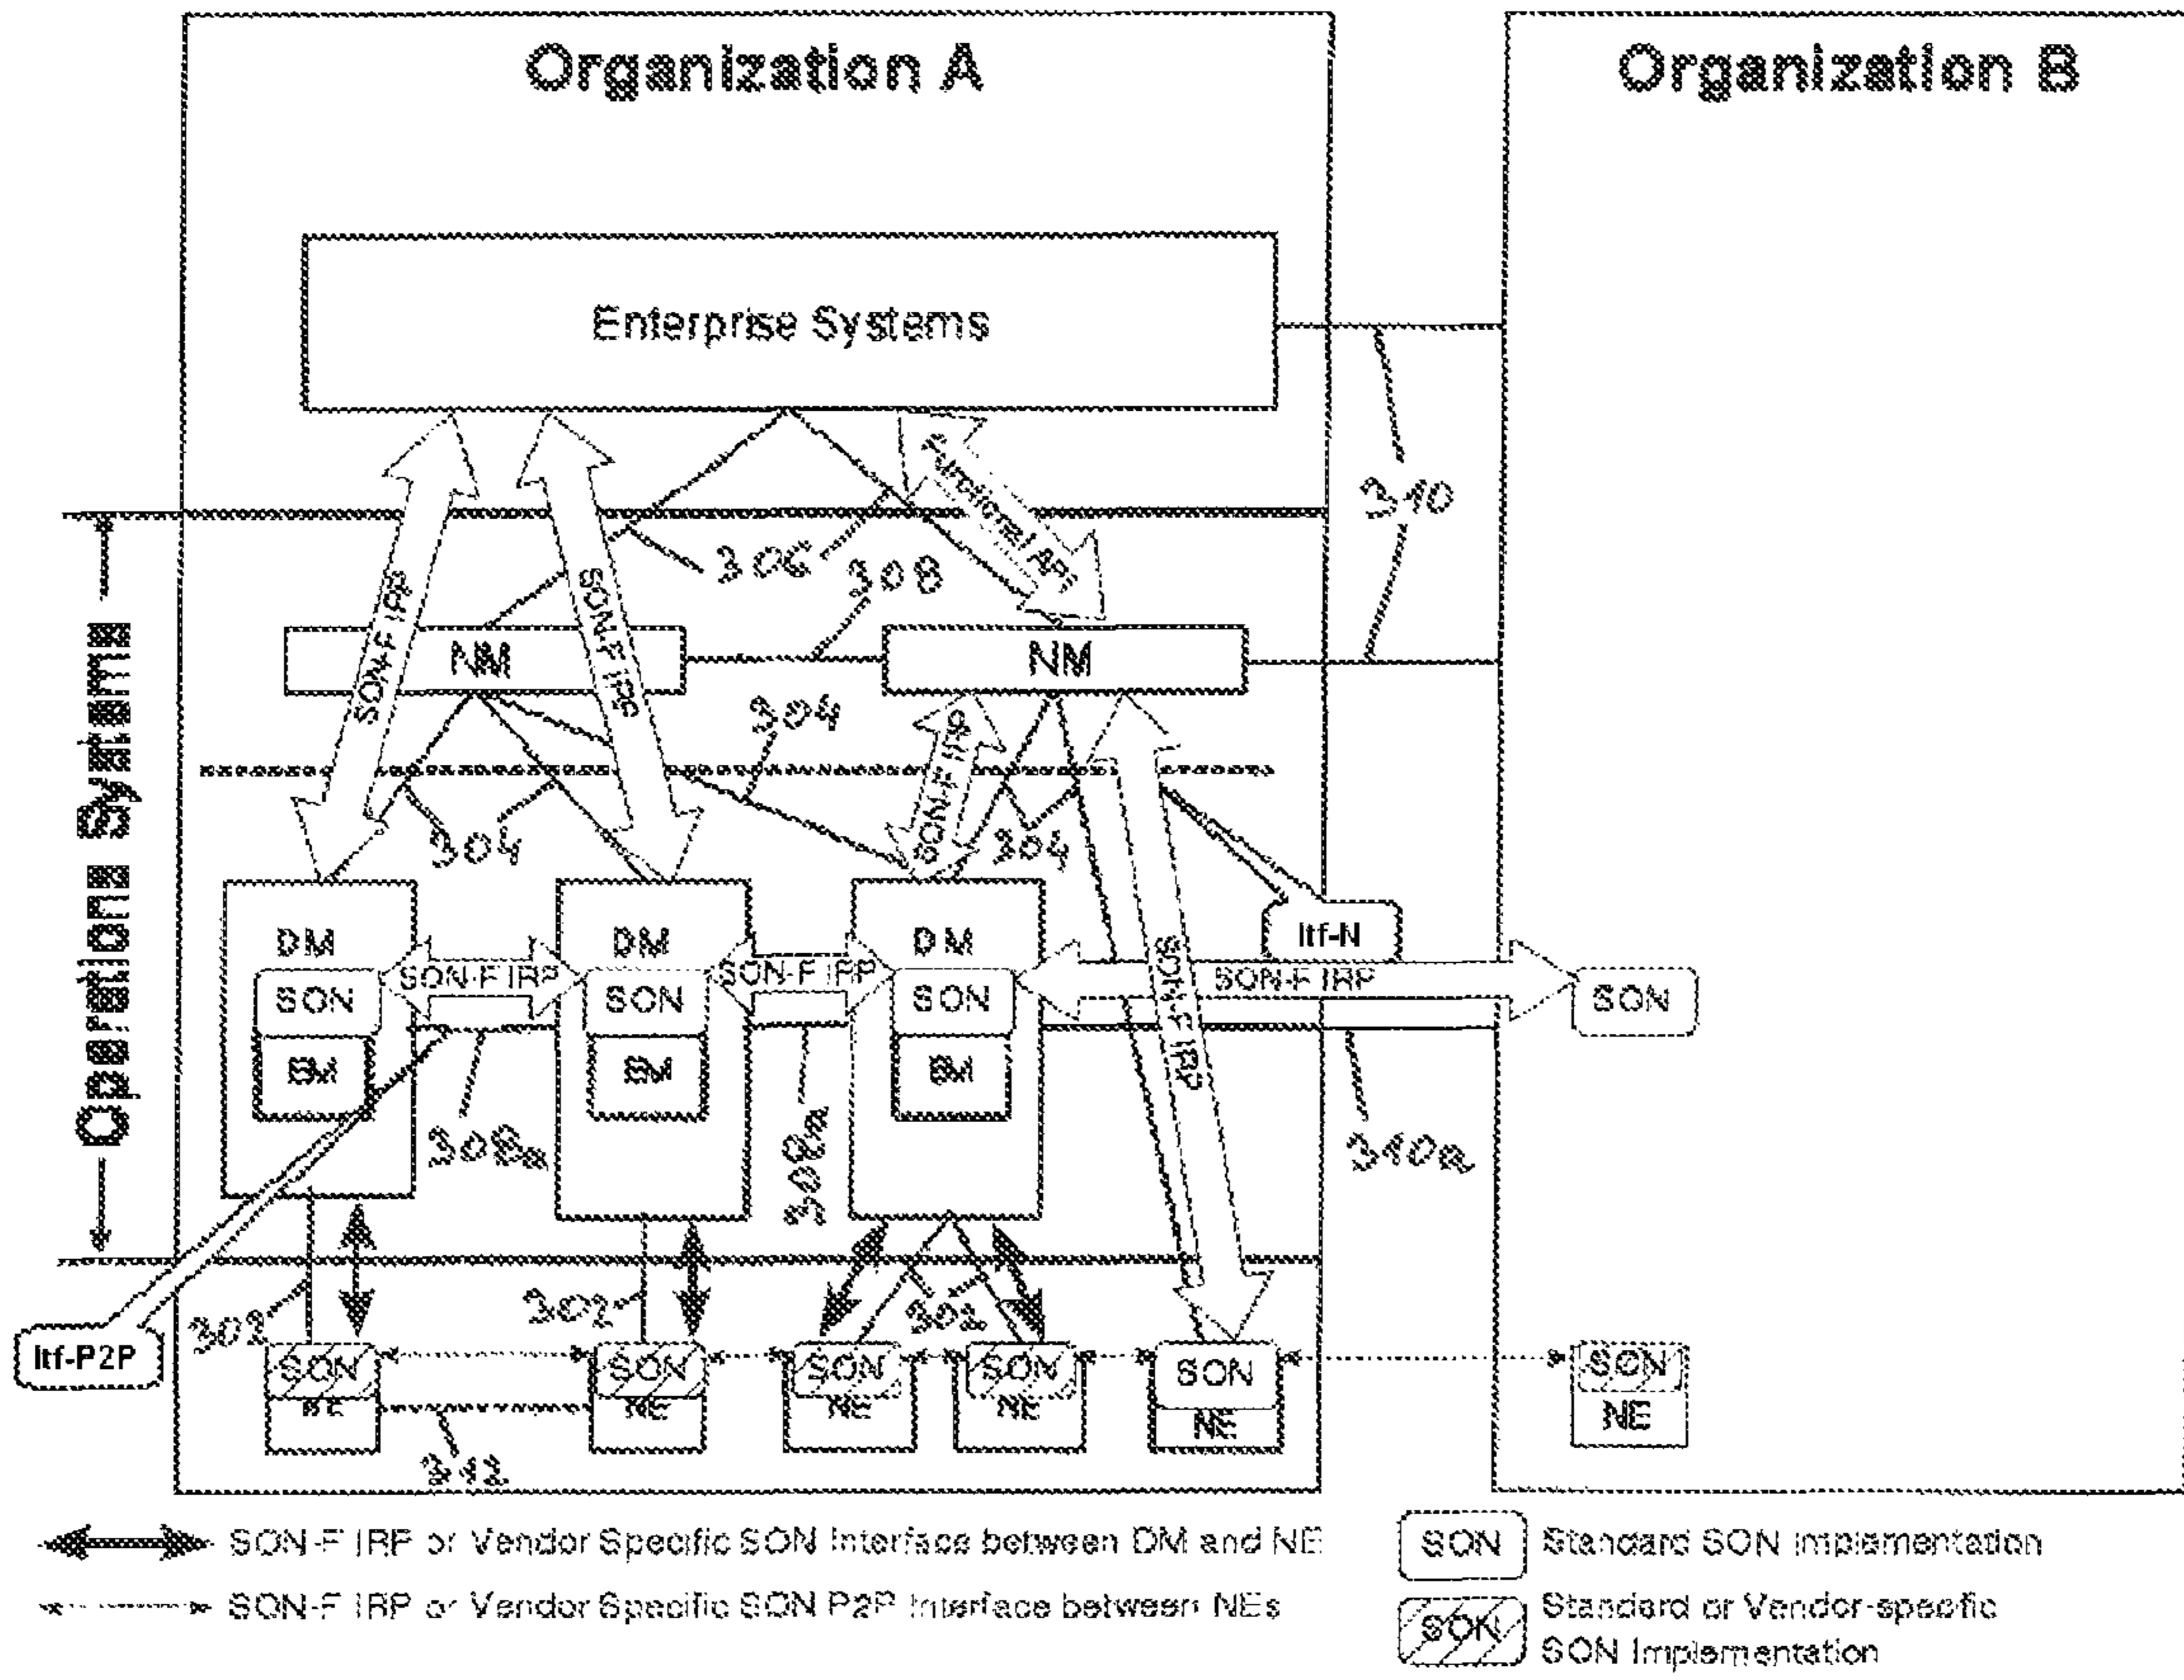 Organization A
Organization B
Enterprise Systems
310
Operations Systems
SON-F IRP
SON-F IRP
Functional API
306
308
NM
NM
304
SON-F IRP
304
304
Itf-N
DM
DM
DM
SON-F IRP
SON-F IRP
SON-F IRP
SON-F IRP
SON
SON
SON
SON
EM
EM
EM
308a
308a
310a
302
302
302
Itf-P2P
SON
SON
SON
SON
SON
SON
NE
NE
NE
NE
NE
NE
312
SON-F IRP or Vendor Specific SON Interface between DM and NE
SON
Standard SON implementation
SON-F IRP or Vendor Specific SON P2P Interface between NEs
SON
Standard or Vendor-specific
SON Implementation